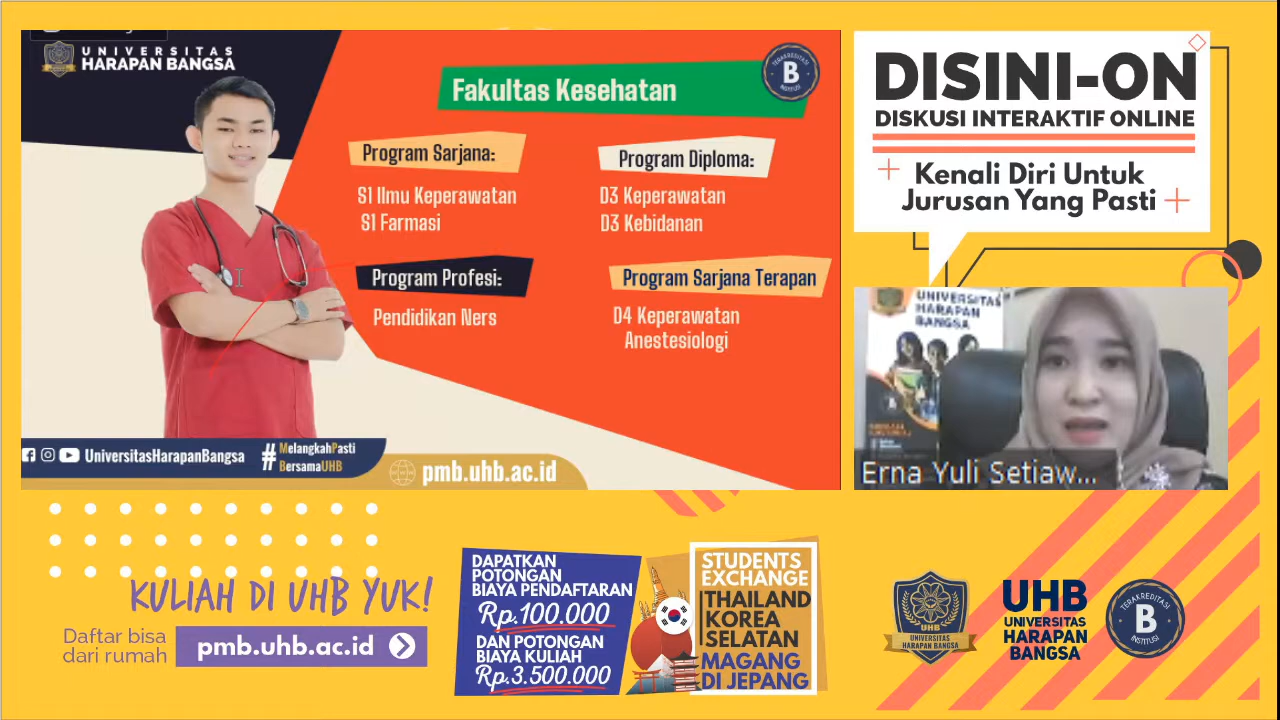 UNIVERSITAS
HARAPAN BANGSA
Fakultas Kesehatan
TERAKREDITASI
B
INSTITUSI
Program Sarjana:
S1 Ilmu Keperawatan
S1 Farmasi
Program Diploma:
D3 Keperawatan
D3 Kebidanan
Program Profesi:
Pendidikan Ners
Program Sarjana Terapan
D4 Keperawatan
Anestesiologi
UniversitasHarapanBangsa
#MelangkahPasti
BersamaUHB
pmb.uhb.ac.id
DISINI-ON
DISKUSI INTERAKTIF ONLINE
Kenali Diri Untuk
Jurusan Yang Pasti
UNIVERSITAS
HARAPAN
BANGSA
B
Erna Yuli Setiaw...
KULIAH DI UHB YUK!
Daftar bisa
dari rumah
pmb.uhb.ac.id
DAPATKAN
POTONGAN
BIAYA PENDAFTARAN
Rp.100.000
DAN POTONGAN
BIAYA KULIAH
Rp.3.500.000
STUDENTS
EXCHANGE
THAILAND
KOREA
SELATAN
MAGANG
DI JEPANG
UHB
UNIVERSITAS
HARAPAN BANGSA
UHB
UNIVERSITAS
HARAPAN
BANGSA
TERAKREDITASI
B
INSTITUSI